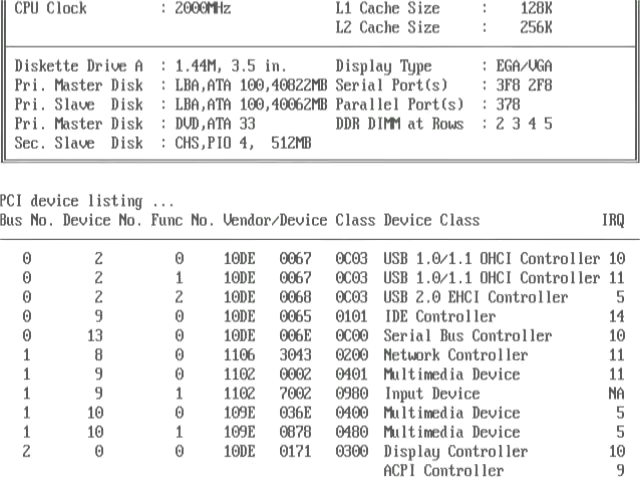 CPU Clock : 2000MHz L1 Cache Size : 128K
L2 Cache Size : 256K
Diskette Drive A : 1.44M, 3.5 in. Display Type : EGA/VGA
Pri. Master Disk : LBA,ATA 100,40822MB Serial Port(s) : 3F8 2F8
Pri. Slave Disk : LBA,ATA 100,40062MB Parallel Port(s) : 378
Pri. Master Disk : DVD,ATA 33 DDR DIMM at Rows : 2 3 4 5
Sec. Slave Disk : CHS,PIO 4, 512MB
PCI device listing ...
Bus No. Device No. Func No. Vendor/Device Class Device Class IRQ
0 2 0 10DE 0067 0C03 USB 1.0/1.1 OHCI Controller 10
0 2 1 10DE 0067 0C03 USB 1.0/1.1 OHCI Controller 11
0 2 2 10DE 0068 0C03 USB 2.0 EHCI Controller 5
0 9 0 10DE 0065 0101 IDE Controller 14
0 13 0 10DE 006E 0C00 Serial Bus Controller 10
1 8 0 1106 3043 0200 Network Controller 11
1 9 0 1102 0002 0401 Multimedia Device 11
1 9 1 1102 7002 0980 Input Device NA
1 10 0 109E 036E 0400 Multimedia Device 5
1 10 1 109E 0878 0480 Multimedia Device 5
2 0 0 10DE 0171 0300 Display Controller 10
ACPI Controller 9